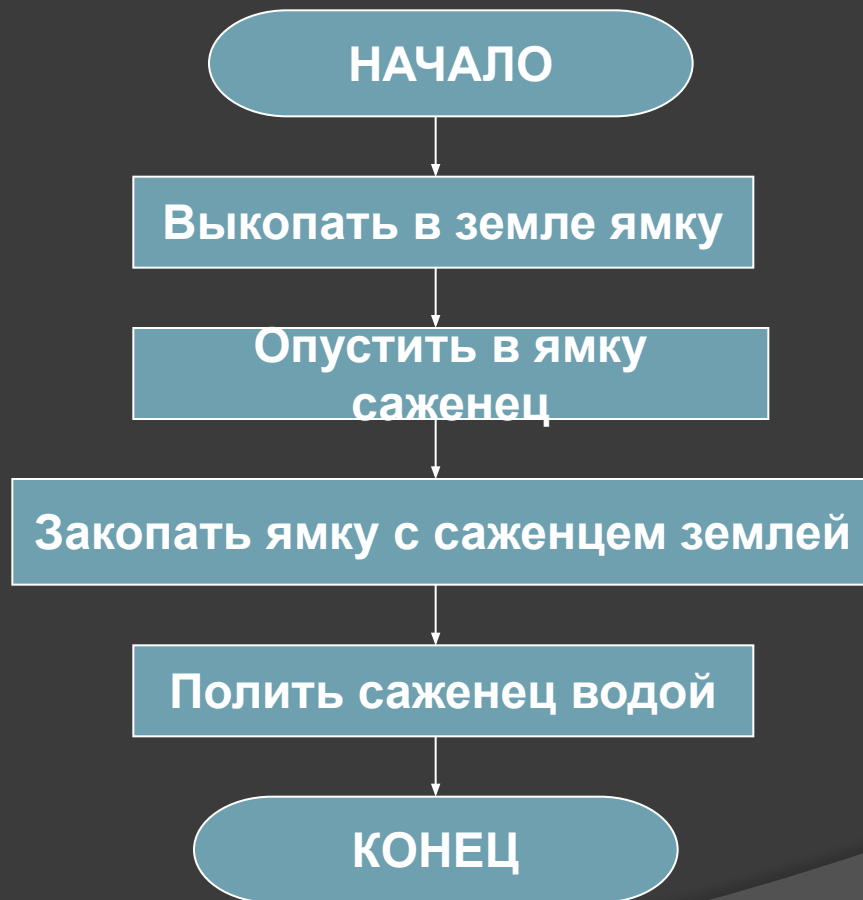 НАЧАЛО
Выкопать в земле ямку
Опустить в ямку
саженец
Закопать ямку с саженцем землей
Полить саженец водой
КОНЕЦ